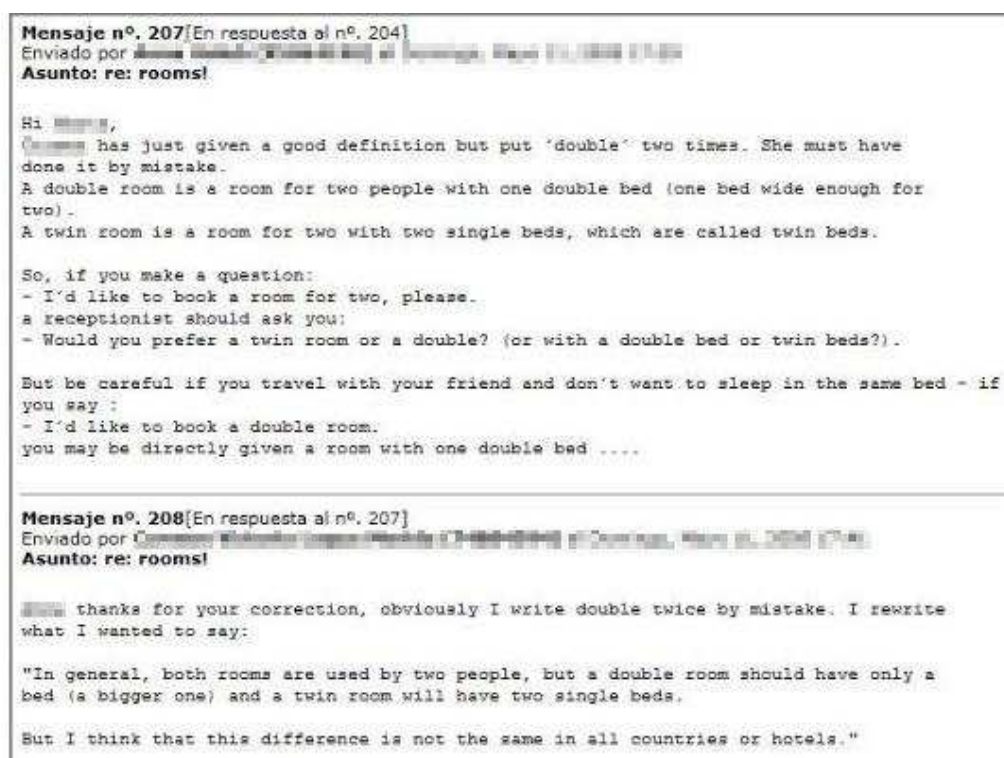 Mensaje nº. 207[En respuesta al nº. 204]
Enviado por
Asunto: re: rooms!
Hi ,
has just given a good definition but put 'double' two times. She must have
done it by mistake.
A double room is a room for two people with one double bed (one bed wide enough for
two).
A twin room is a room for two with two single beds, which are called twin beds.
So, if you make a question:
- I'd like to book a room for two, please.
a receptionist should ask you:
- Would you prefer a twin room or a double? (or with a double bed or twin beds?).
But be careful if you travel with your friend and don't want to sleep in the same bed - if
you say :
- I'd like to book a double room.
you may be directly given a room with one double bed ....
Mensaje nº. 208[En respuesta al nº. 207]
Enviado por
Asunto: re: rooms!
thanks for your correction, obviously I write double twice by mistake. I rewrite
what I wanted to say:
"In general, both rooms are used by two people, but a double room should have only a
bed (a bigger one) and a twin room will have two single beds.
But I think that this difference is not the same in all countries or hotels."